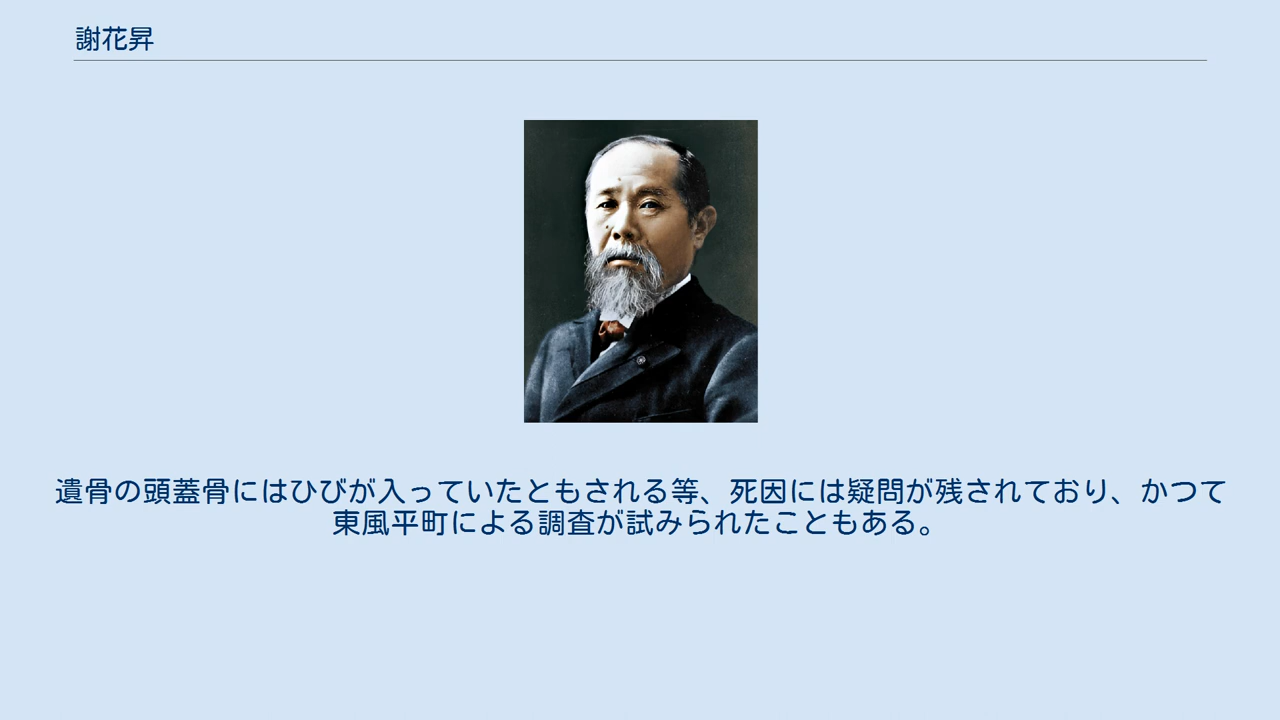 謝花昇
遺骨の頭蓋骨にはひびが入っていたともされる等、死因には疑問が残されており、かつて
東風平町による調査が試みられたこともある。